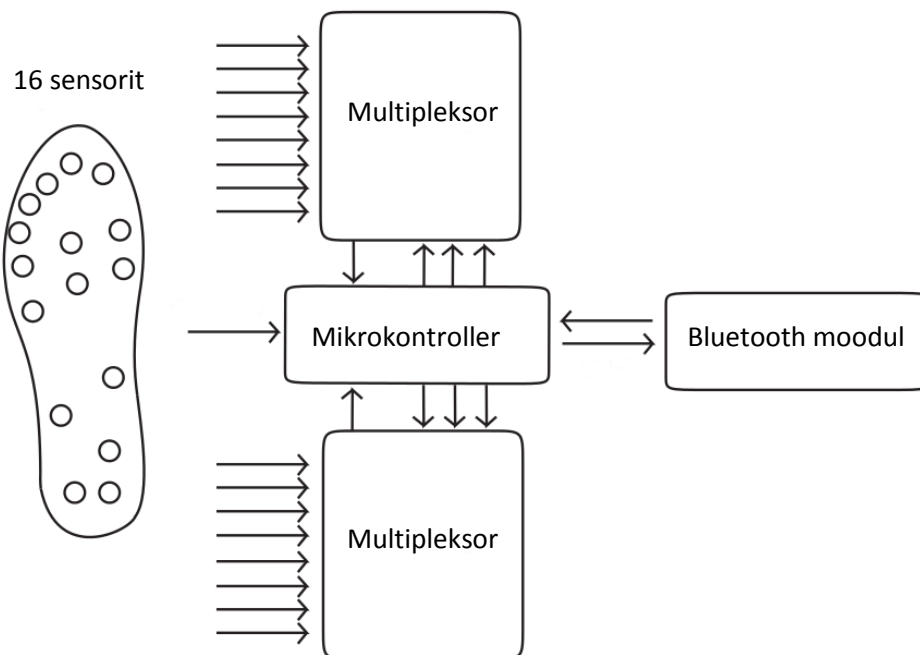 16 sensorit
Multipleksor
Mikrokontroller
Bluetooth moodul
Multipleksor